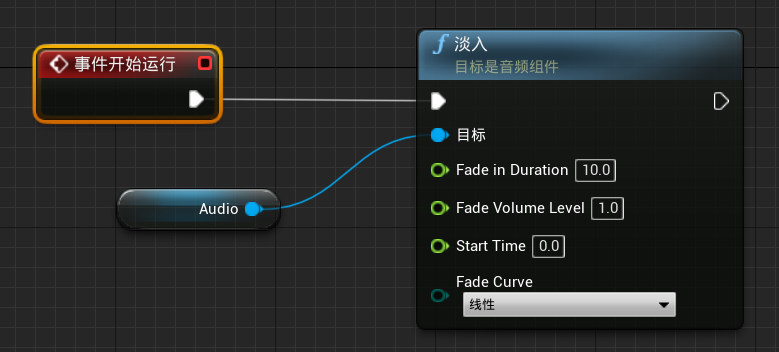 事件开始运行
淡入
目标是音频组件
目标
Audio
Fade in Duration 10.0
Fade Volume Level 1.0
Start Time 0.0
Fade Curve
线性